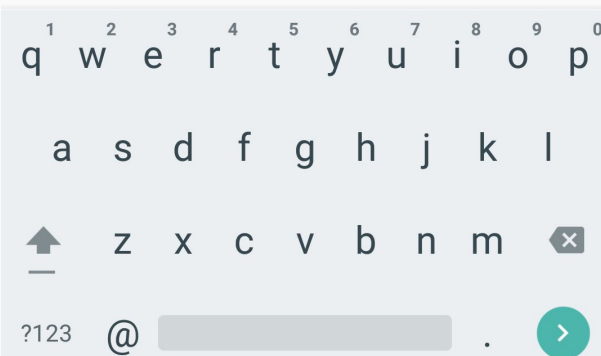 1 2 3 4 5 6 7 8 9 0
q w e r t y u i o p
a s d f g h j k l
z x c v b n m
?123 @ .